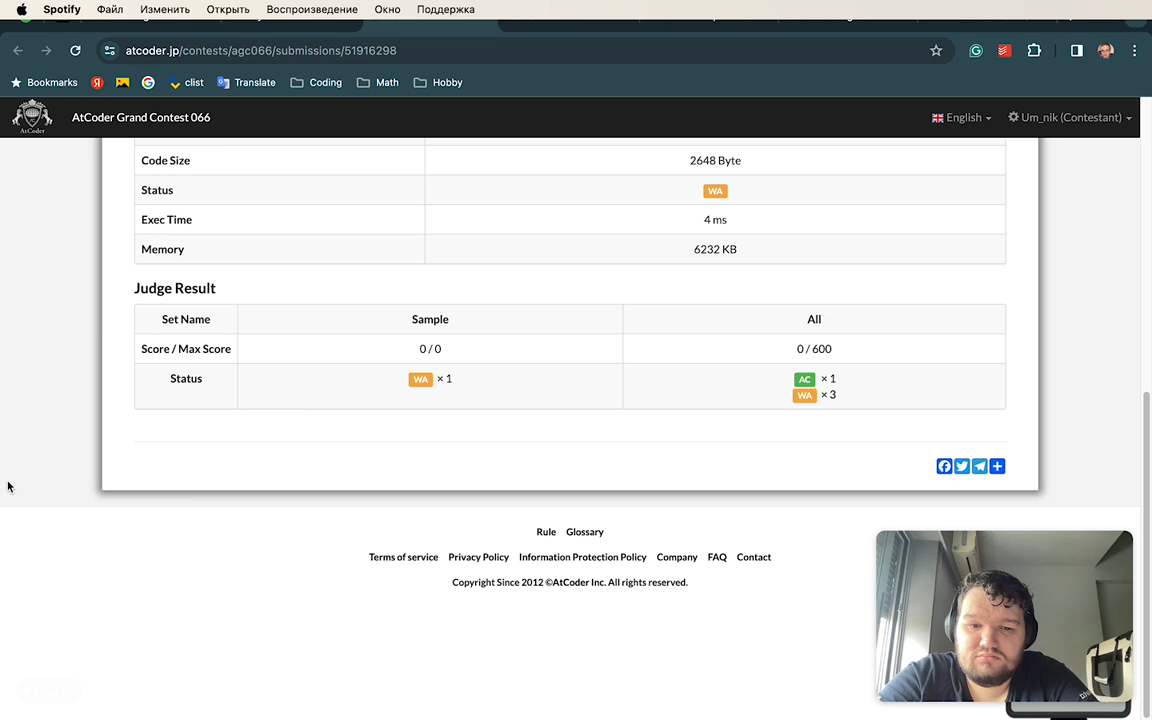 Spotify Файл Изменить Открыть Воспроизведение Окно Поддержка
atcoder.jp/contests/agc066/submissions/51916298
Bookmarks Я clist Translate Coding Math Hobby
AtCoder AtCoder Grand Contest 066 English Um_nik (Contestant)
Code Size 2648 Byte
Status WA
Exec Time 4 ms
Memory 6232 KB
Judge Result
Set Name Sample All
Score / Max Score 0 / 0 0 / 600
Status WA × 1 AC × 1
WA × 3
Rule Glossary
Terms of service Privacy Policy Information Protection Policy Company FAQ Contact
Copyright Since 2012 ©AtCoder Inc. All rights reserved.